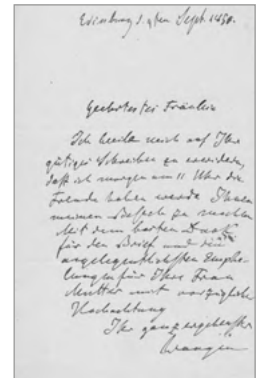 Geehrtestes Fräulein
Ich beeile mich auf Ihr
gütiges Schreiben zu erwidern,
daß ich morgen um 11 Uhr die
Freude haben werde Ihnen
meinen Besuch zu machen
Mit dem besten Dank
für den Brief und den
angelegentlichsten Empfeh-
lungen für Ihre Frau
Mutter mit vorzüglicher
Hochachtung
Ihr ganz ergebenster